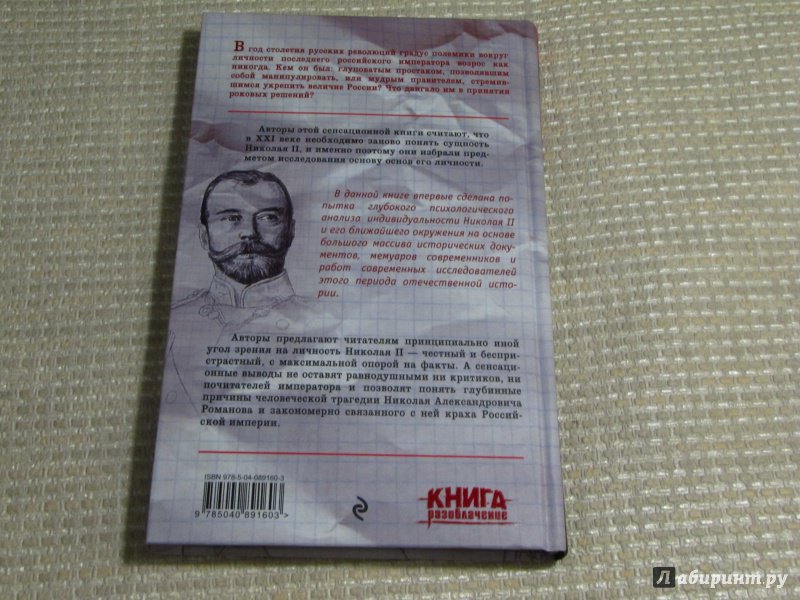 В год столетия русских революций градус полемики вокруг
личности последнего российского императора возрос как
никогда. Кем он был: глуповатым простаком, позволявшим
собой манипулировать, или мудрым правителем, стремив-
шимся укрепить величие России? Что двигало им в принятии
роковых решений?
Авторы этой сенсационной книги считают, что
в XXI веке необходимо заново понять сущность
Николая II, и именно поэтому они избрали пред-
метом исследования основу основ его личности.
В данной книге впервые сделана по-
пытка глубокого психологического
анализа индивидуальности Николая II
и его ближайшего окружения на основе
большого массива исторических доку-
ментов, мемуаров современников и
работ современных исследователей
этого периода отечественной исто-
рии.
Авторы предлагают читателям принципиально иной
угол зрения на личность Николая II — честный и беспри-
страстный, с максимальной опорой на факты. А сенсаци-
онные выводы не оставят равнодушными ни критиков, ни
почитателей императора и позволят понять глубинные
причины человеческой трагедии Николая Александровича
Романова и закономерно связанного с ней краха Россий-
ской империи.
ISBN 978-5-04-089160-3
9 785040 891603 >
КНИГА
разоблачение
Лабиринт.ру